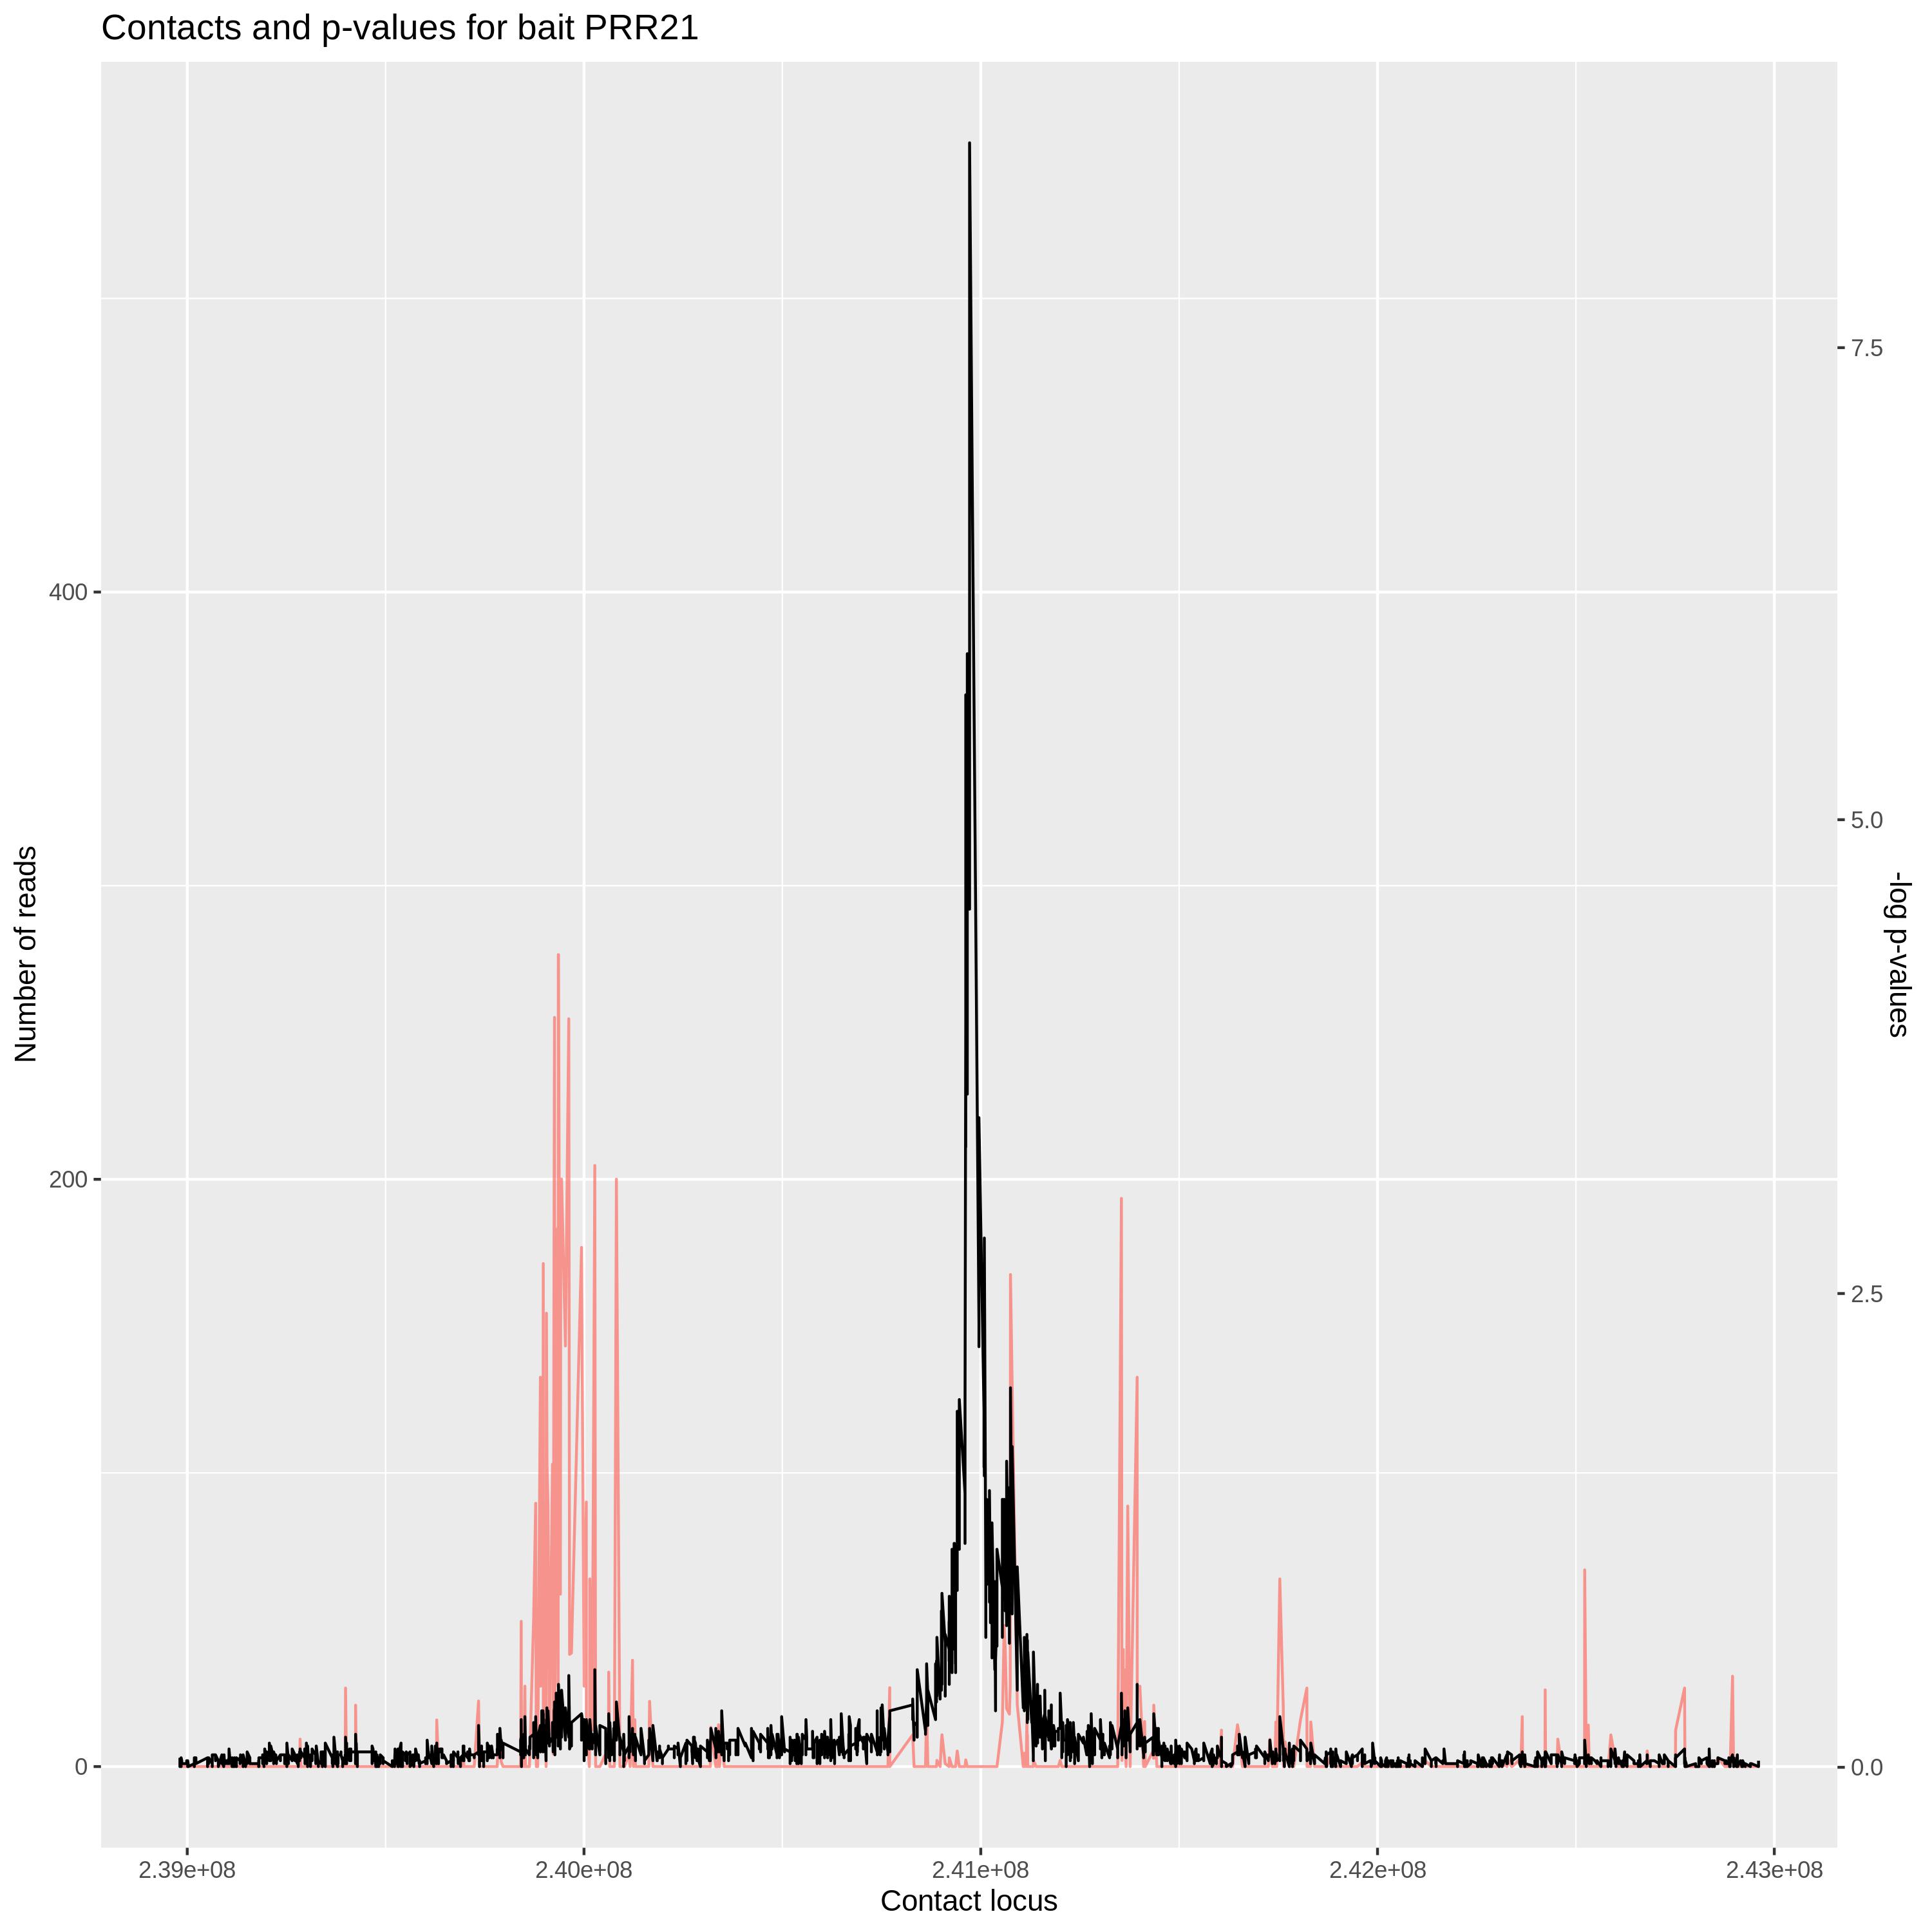 Contacts and p-values for bait PRR21
7.5
400
5.0
Number of reads
-log p-values
200
2.5
0
0.0
2.39e+08 2.40e+08 2.41e+08 2.42e+08 2.43e+08
Contact locus